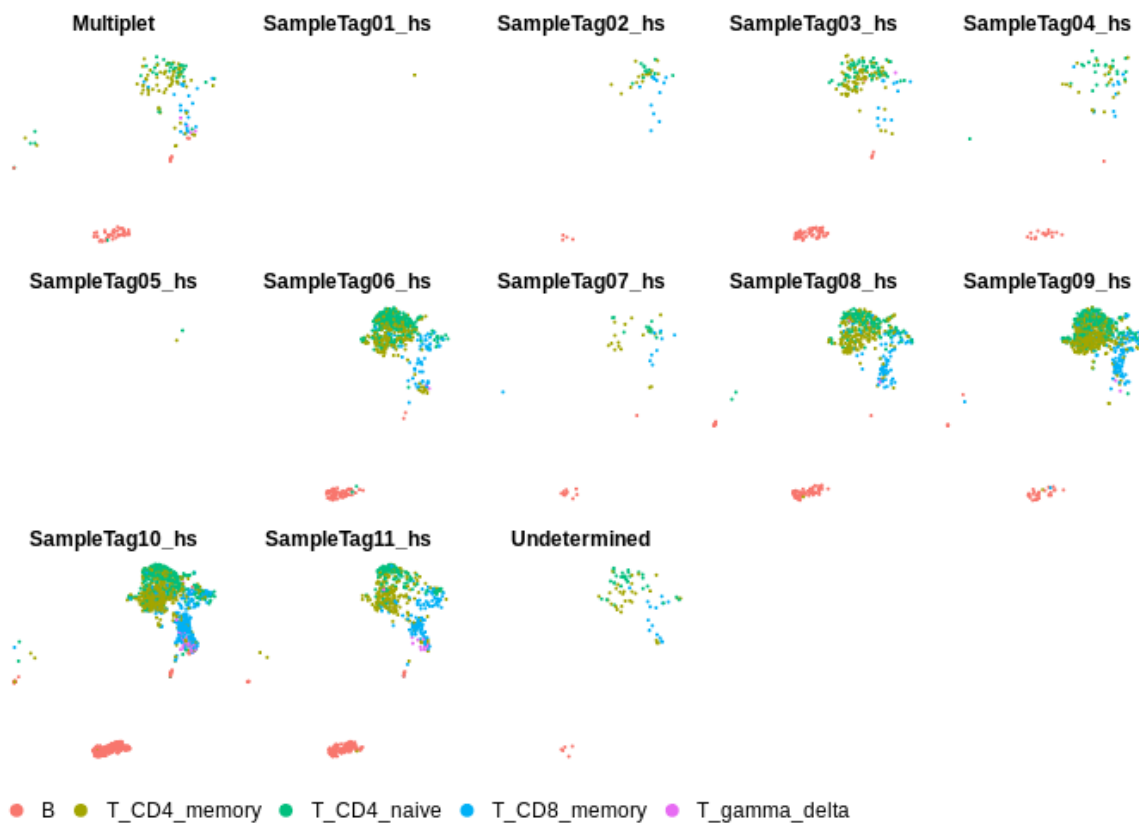 Multiplet SampleTag01_hs SampleTag02_hs SampleTag03_hs SampleTag04_hs
SampleTag05_hs SampleTag06_hs SampleTag07_hs SampleTag08_hs SampleTag09_hs
SampleTag10_hs SampleTag11_hs Undetermined
B T_CD4_memory T_CD4_naive T_CD8_memory T_gamma_delta